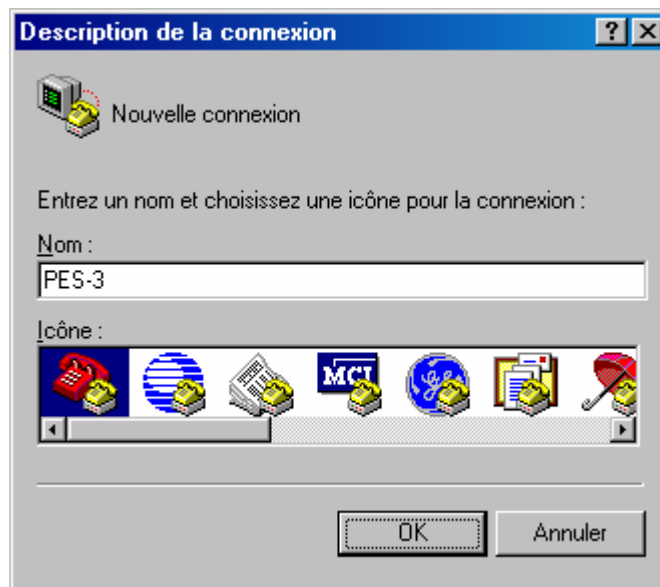 Description de la connexion
Nouvelle connexion
Entrez un nom et choisissez une icône pour la connexion :
Nom :
PES-3
Icône :
MCI
OK
Annuler